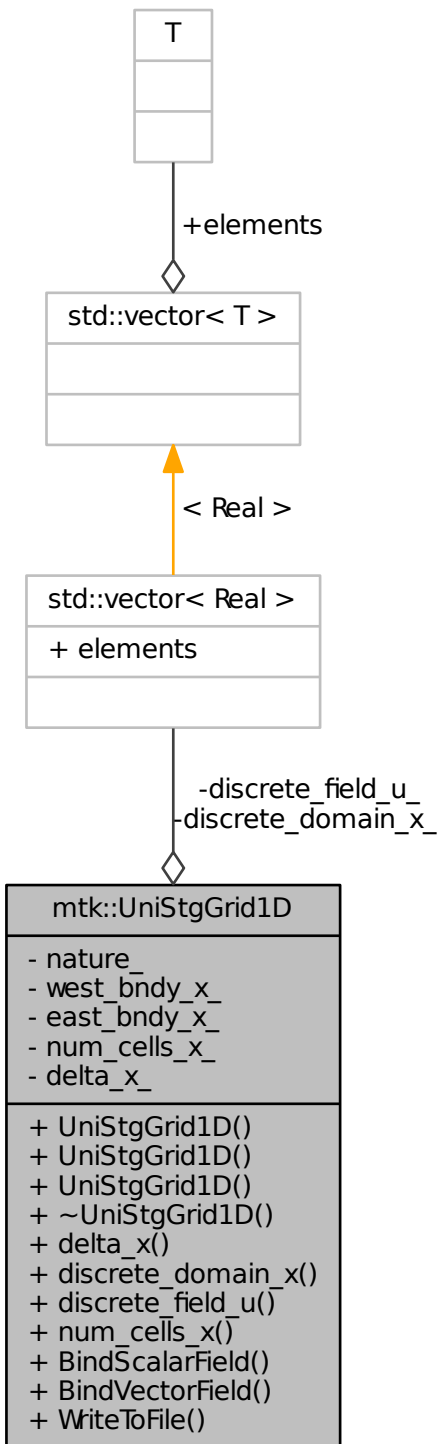 T
+elements
std::vector< T >
< Real >
std::vector< Real >
+ elements
-discrete_field_u_
-discrete_domain_x_
mtk::UniStgGrid1D
- nature_
- west_bndy_x_
- east_bndy_x_
- num_cells_x_
- delta_x_
+ UniStgGrid1D()
+ UniStgGrid1D()
+ UniStgGrid1D()
+ ~UniStgGrid1D()
+ delta_x()
+ discrete_domain_x()
+ discrete_field_u()
+ num_cells_x()
+ BindScalarField()
+ BindVectorField()
+ WriteToFile()